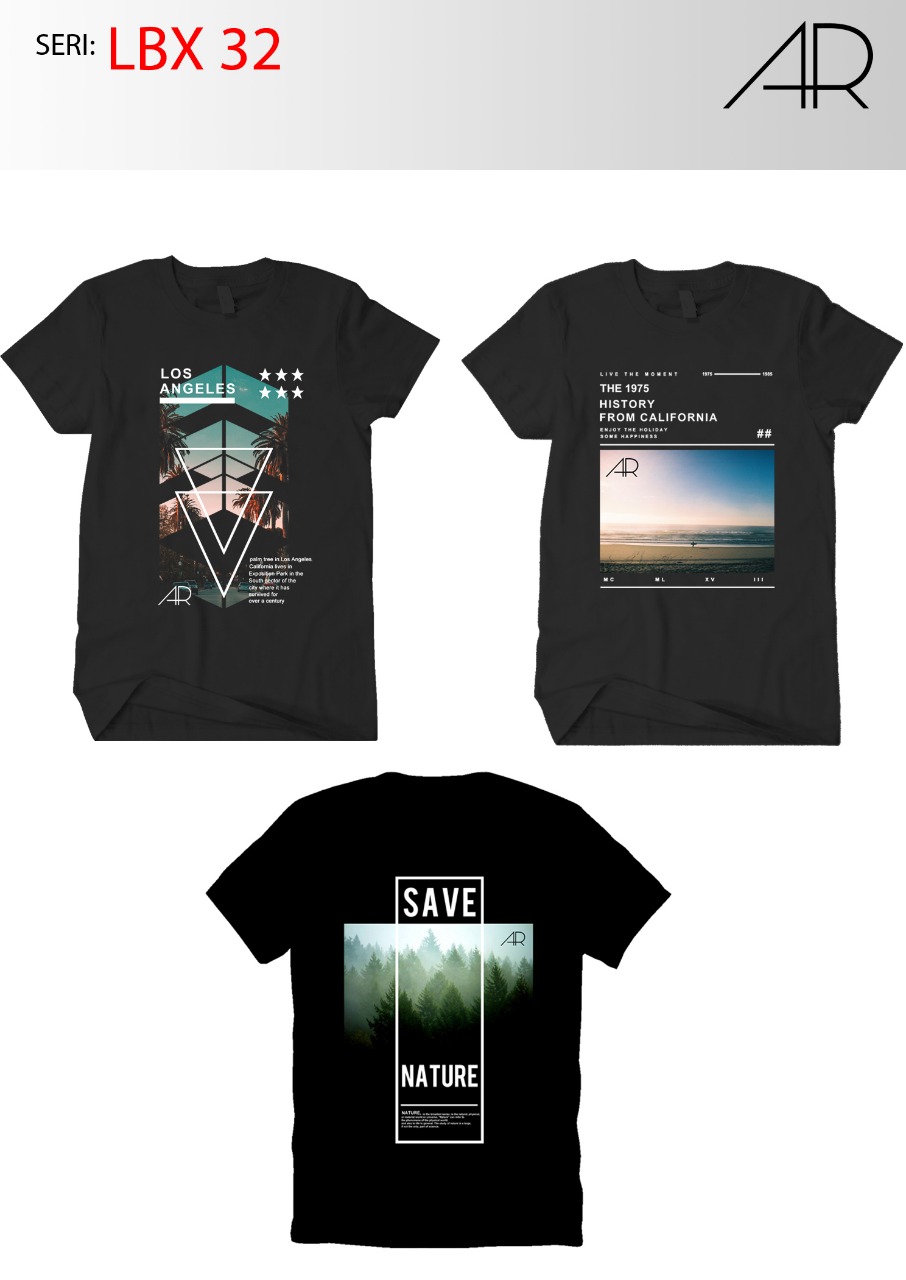 SERI: LBX 32
AR
LOS
ANGELES
palm tree in Los Angeles
California lives in
Exposition Park in the
South sector of the
city where it has
survived for
over a century
AR
LIVE THE MOMENT 1975 1985
THE 1975
HISTORY
FROM CALIFORNIA
ENJOY THE HOLIDAY
SOME HAPPINESS
##
AR
MC ML XV III
SAVE
AR
NATURE
NATURE,